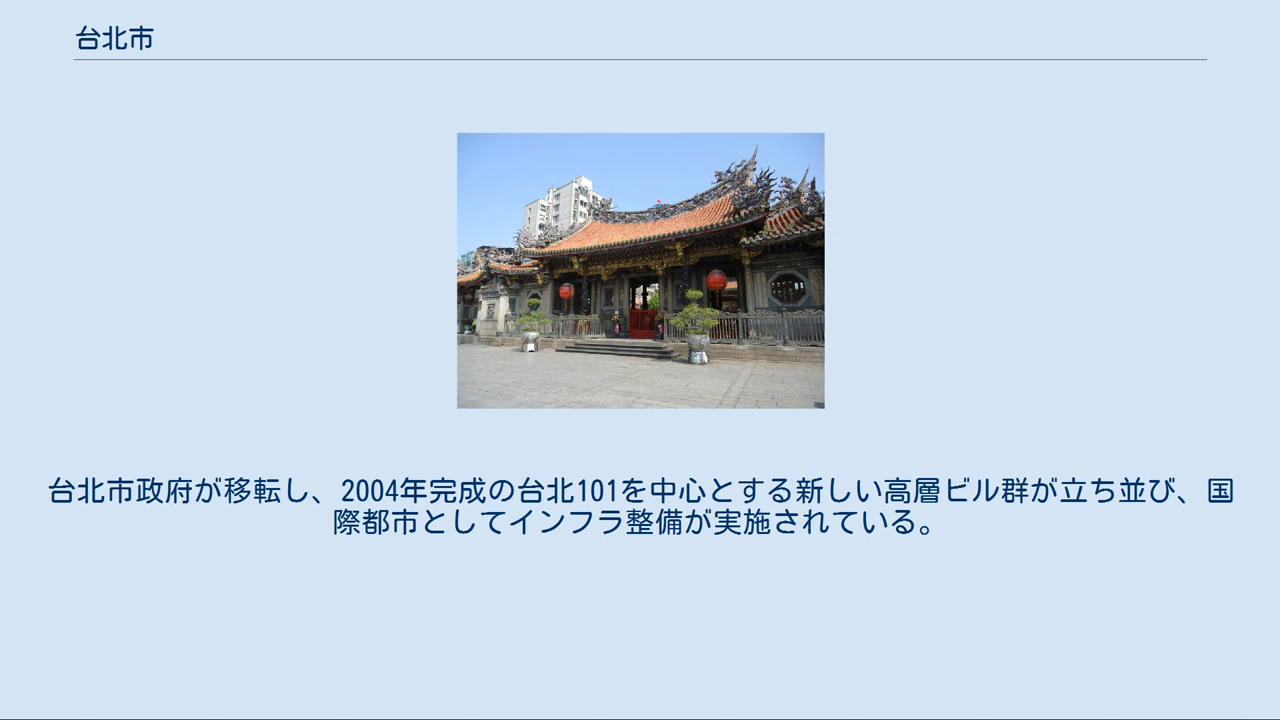 台北市
台北市政府が移転し、2004年完成の台北101を中心とする新しい高層ビル群が立ち並び、国
際都市としてインフラ整備が実施されている。